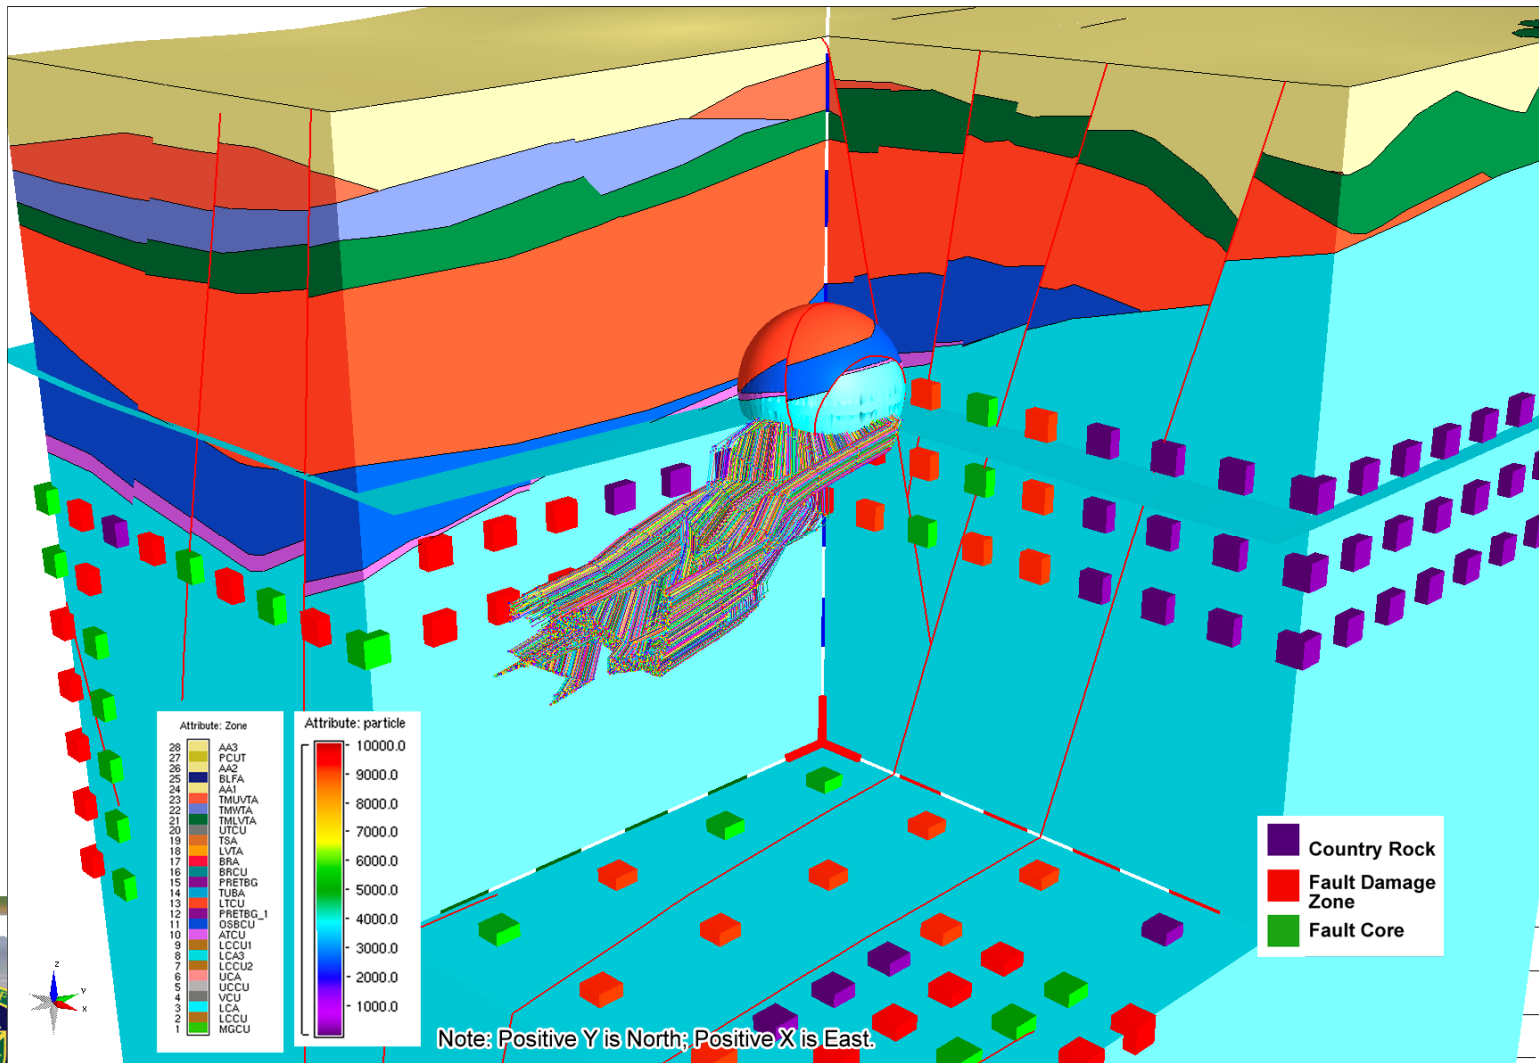 Attribute: Zone
28 AA3
27 PCUT
26 AA2
25 BLFA
24 AA1
23 TMUVTA
22 TMWTA
21 TMLVTA
20 UTCU
19 TSA
18 LVTA
17 BRA
16 BRCU
15 PRETBG
14 TUBA
13 LTCU
12 PRETBG_1
11 OSBCU
10 ATCU
9 LCCU1
8 LCA3
7 LCCU2
6 UCA
5 UCCU
4 VCU
3 LCA
2 LCCU
1 MGCU
Attribute: particle
10000.0
9000.0
8000.0
7000.0
6000.0
5000.0
4000.0
3000.0
2000.0
1000.0
Country Rock
Fault Damage
Zone
Fault Core
z
y
x
Note: Positive Y is North; Positive X is East.